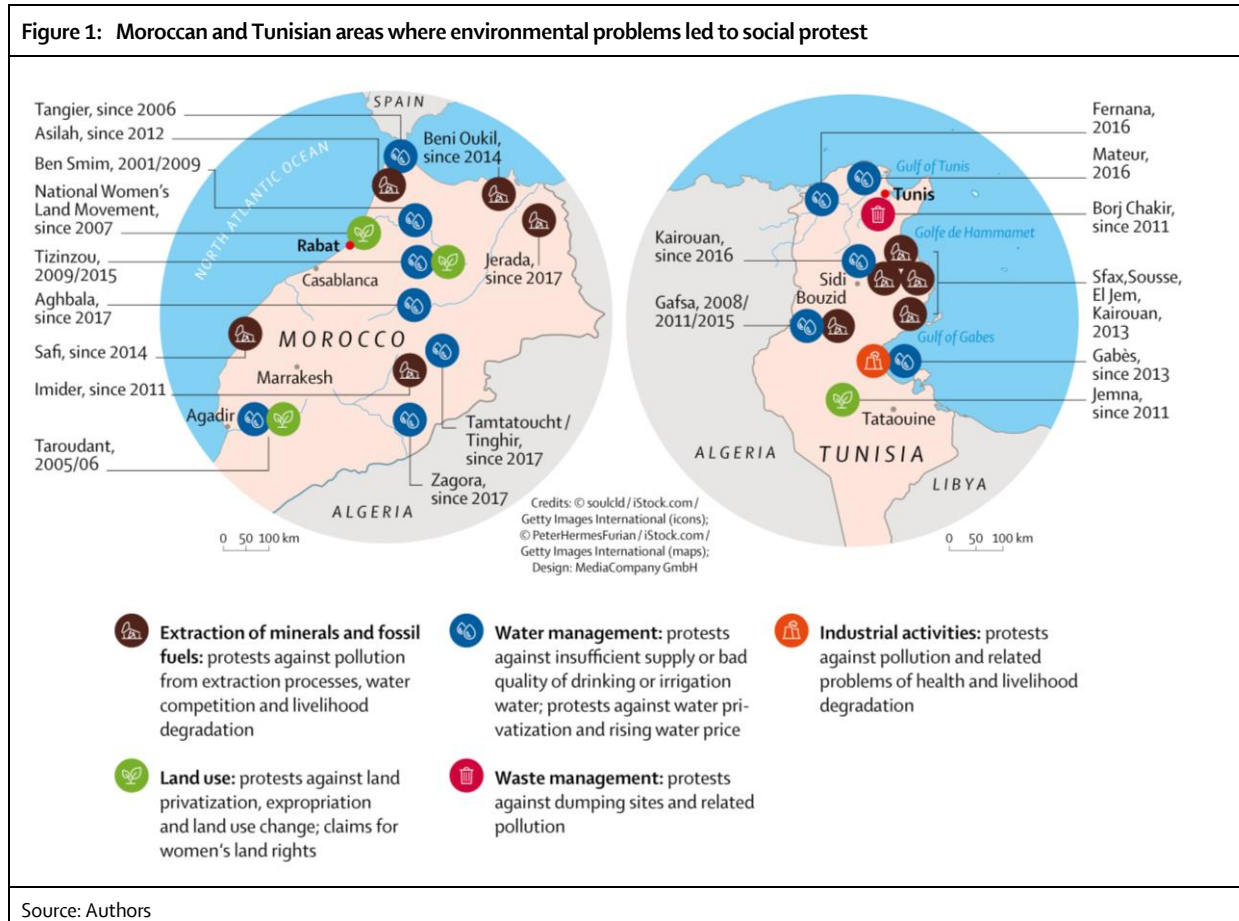 Figure 1: Moroccan and Tunisian areas where environmental problems led to social protest
Tangier, since 2006
Asilah, since 2012
Ben Smim, 2001/2009
National Women's
Land Movement,
since 2007
Tizinzou,
2009/2015
Aghbala,
since 2017
Safi, since 2014
Imider, since 2011
Taroudant,
2005/06
SPAIN
NORTH ATLANTIC OCEAN
Beni Oukil,
since 2014
Rabat
Casablanca
Jerada,
since 2017
MOROCCO
Marrakesh
Agadir
Tamtatoucht /
Tinghir,
since 2017
Zagora,
since 2017
ALGERIA
0 50 100 km
Credits: © soulcld / iStock.com /
Getty Images International (icons);
© PeterHermesFurian / iStock.com /
Getty Images International (maps);
Design: MediaCompany GmbH
Kairouan,
since 2016
Gafsa, 2008/
2011/2015
Gulf of Tunis
Tunis
Golfe de Hammamet
Sidi
Bouzid
Gulf of Gabes
Tataouine
ALGERIA
TUNISIA
LIBYA
Fernana,
2016
Mateur,
2016
Borj Chakir,
since 2011
Sfax,Sousse,
El Jem,
Kairouan,
2013
Gabès,
since 2013
Jemna,
since 2011
0 50 100 km
Extraction of minerals and fossil
fuels: protests against pollution
from extraction processes, water
competition and livelihood
degradation
Water management: protests
against insufficient supply or bad
quality of drinking or irrigation
water; protests against water pri-
vatization and rising water price
Industrial activities: protests
against pollution and related
problems of health and livelihood
degradation
Land use: protests against land
privatization, expropriation
and land use change; claims for
women's land rights
Waste management: protests
against dumping sites and related
pollution
Source: Authors